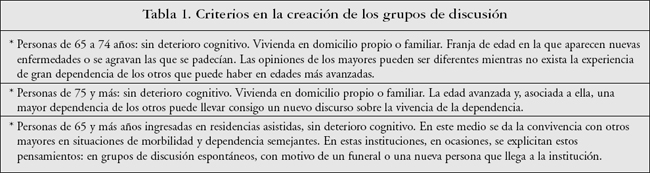 Tabla 1. Criterios en la creación de los grupos de discusión
* Personas de 65 a 74 años: sin deterioro cognitivo. Vivienda en domicilio propio o familiar. Franja de edad en la que aparecen nuevas
enfermedades o se agravan las que se padecían. Las opiniones de los mayores pueden ser diferentes mientras no exista la experiencia
de gran dependencia de los otros que puede haber en edades más avanzadas.
* Personas de 75 y más: sin deterioro cognitivo. Vivienda en domicilio propio o familiar. La edad avanzada y, asociada a ella, una
mayor dependencia de los otros puede llevar consigo un nuevo discurso sobre la vivencia de la dependencia.
* Personas de 65 y más años ingresadas en residencias asistidas, sin deterioro cognitivo. En este medio se da la convivencia con otros
mayores en situaciones de morbilidad y dependencia semejantes. En estas instituciones, en ocasiones, se explicitan estos
pensamientos: en grupos de discusión espontáneos, con motivo de un funeral o una nueva persona que llega a la institución.